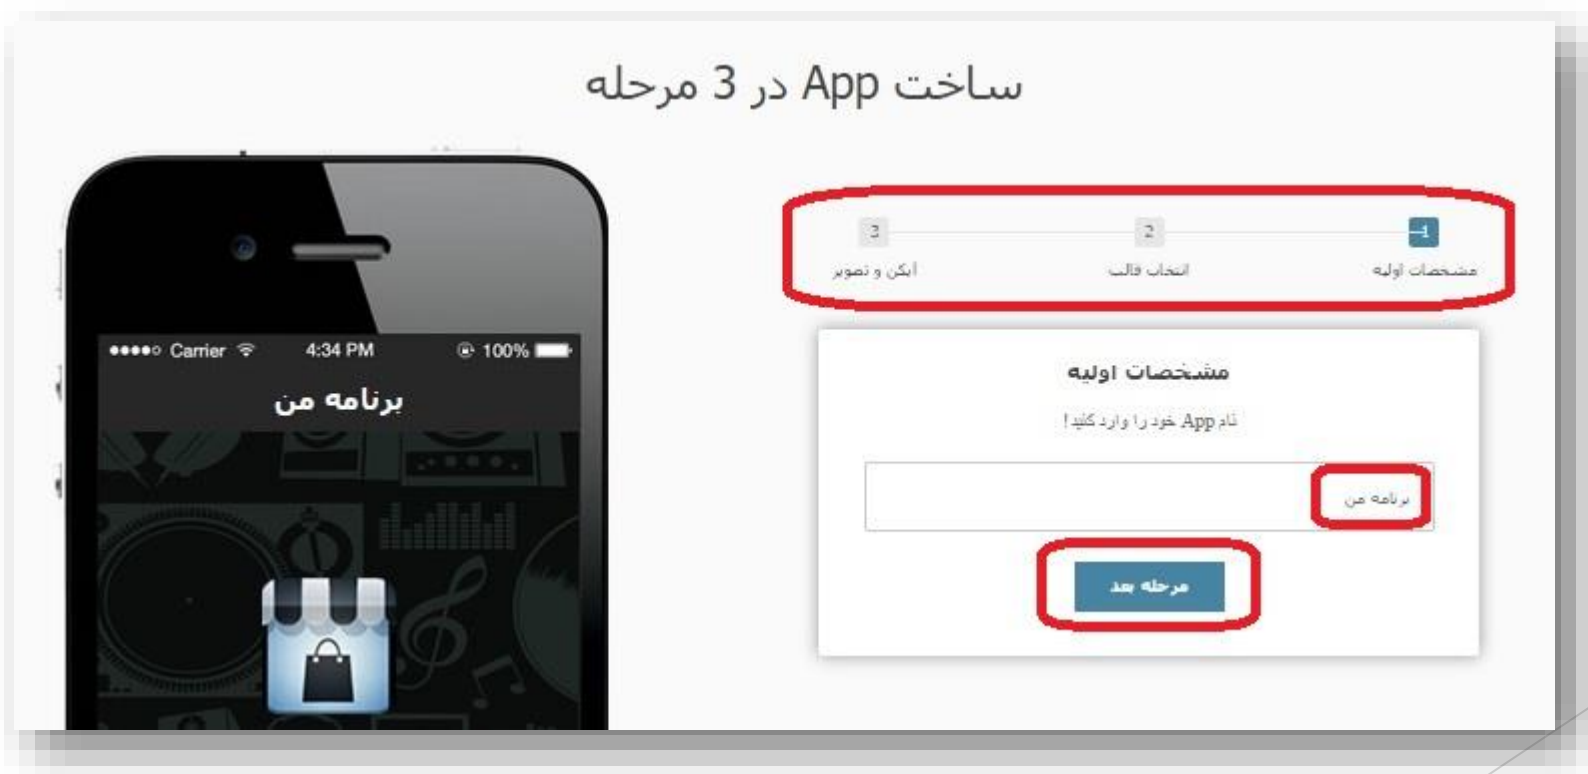 ساخت App در 3 مرحله
1 2 3
مشخصات اولیه انتخاب قالب آیکن و تصویر
●●●●○ Carrier 4:34 PM 100%
برنامه من
مشخصات اولیه
نام App خود را وارد کنید!
برنامه من
مرحله بعد